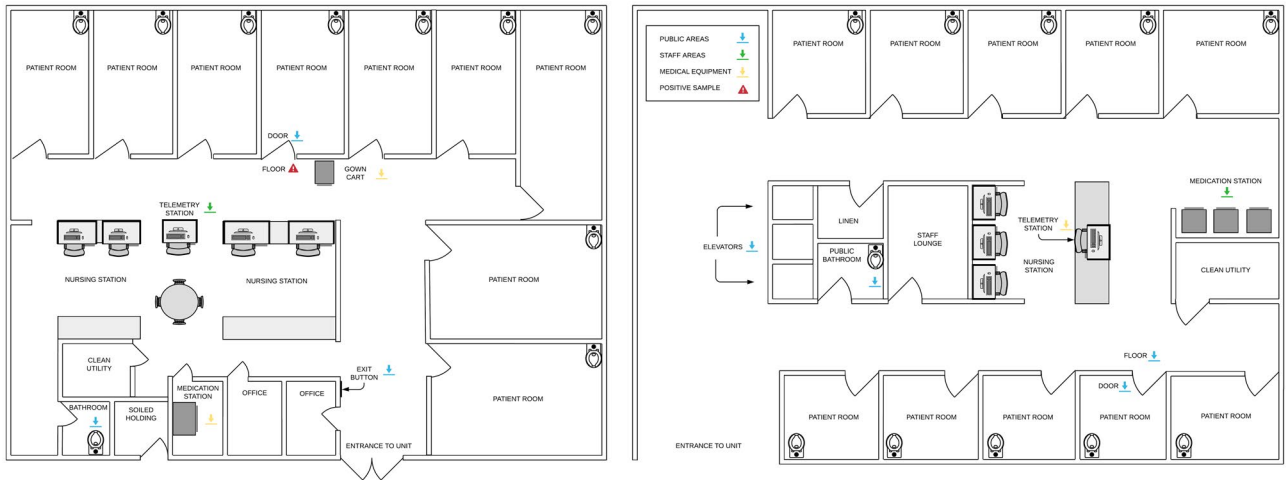 PATIENT ROOM
PATIENT ROOM
PATIENT ROOM
PATIENT ROOM
PATIENT ROOM
PATIENT ROOM
PATIENT ROOM
DOOR
FLOOR
GOWN
CART
TELEMETRY
STATION
NURSING STATION
NURSING STATION
PATIENT ROOM
CLEAN
UTILITY
EXIT
BUTTON
MEDICATION
STATION
OFFICE
OFFICE
PATIENT ROOM
BATHROOM
SOILED
HOLDING
ENTRANCE TO UNIT
PUBLIC AREAS
STAFF AREAS
MEDICAL EQUIPMENT
POSITIVE SAMPLE
PATIENT ROOM
PATIENT ROOM
PATIENT ROOM
PATIENT ROOM
PATIENT ROOM
MEDICATION STATION
LINEN
STAFF
LOUNGE
TELEMETRY
STATION
ELEVATORS
PUBLIC
BATHROOM
NURSING
STATION
CLEAN UTILITY
FLOOR
DOOR
PATIENT ROOM
PATIENT ROOM
PATIENT ROOM
PATIENT ROOM
PATIENT ROOM
ENTRANCE TO UNIT